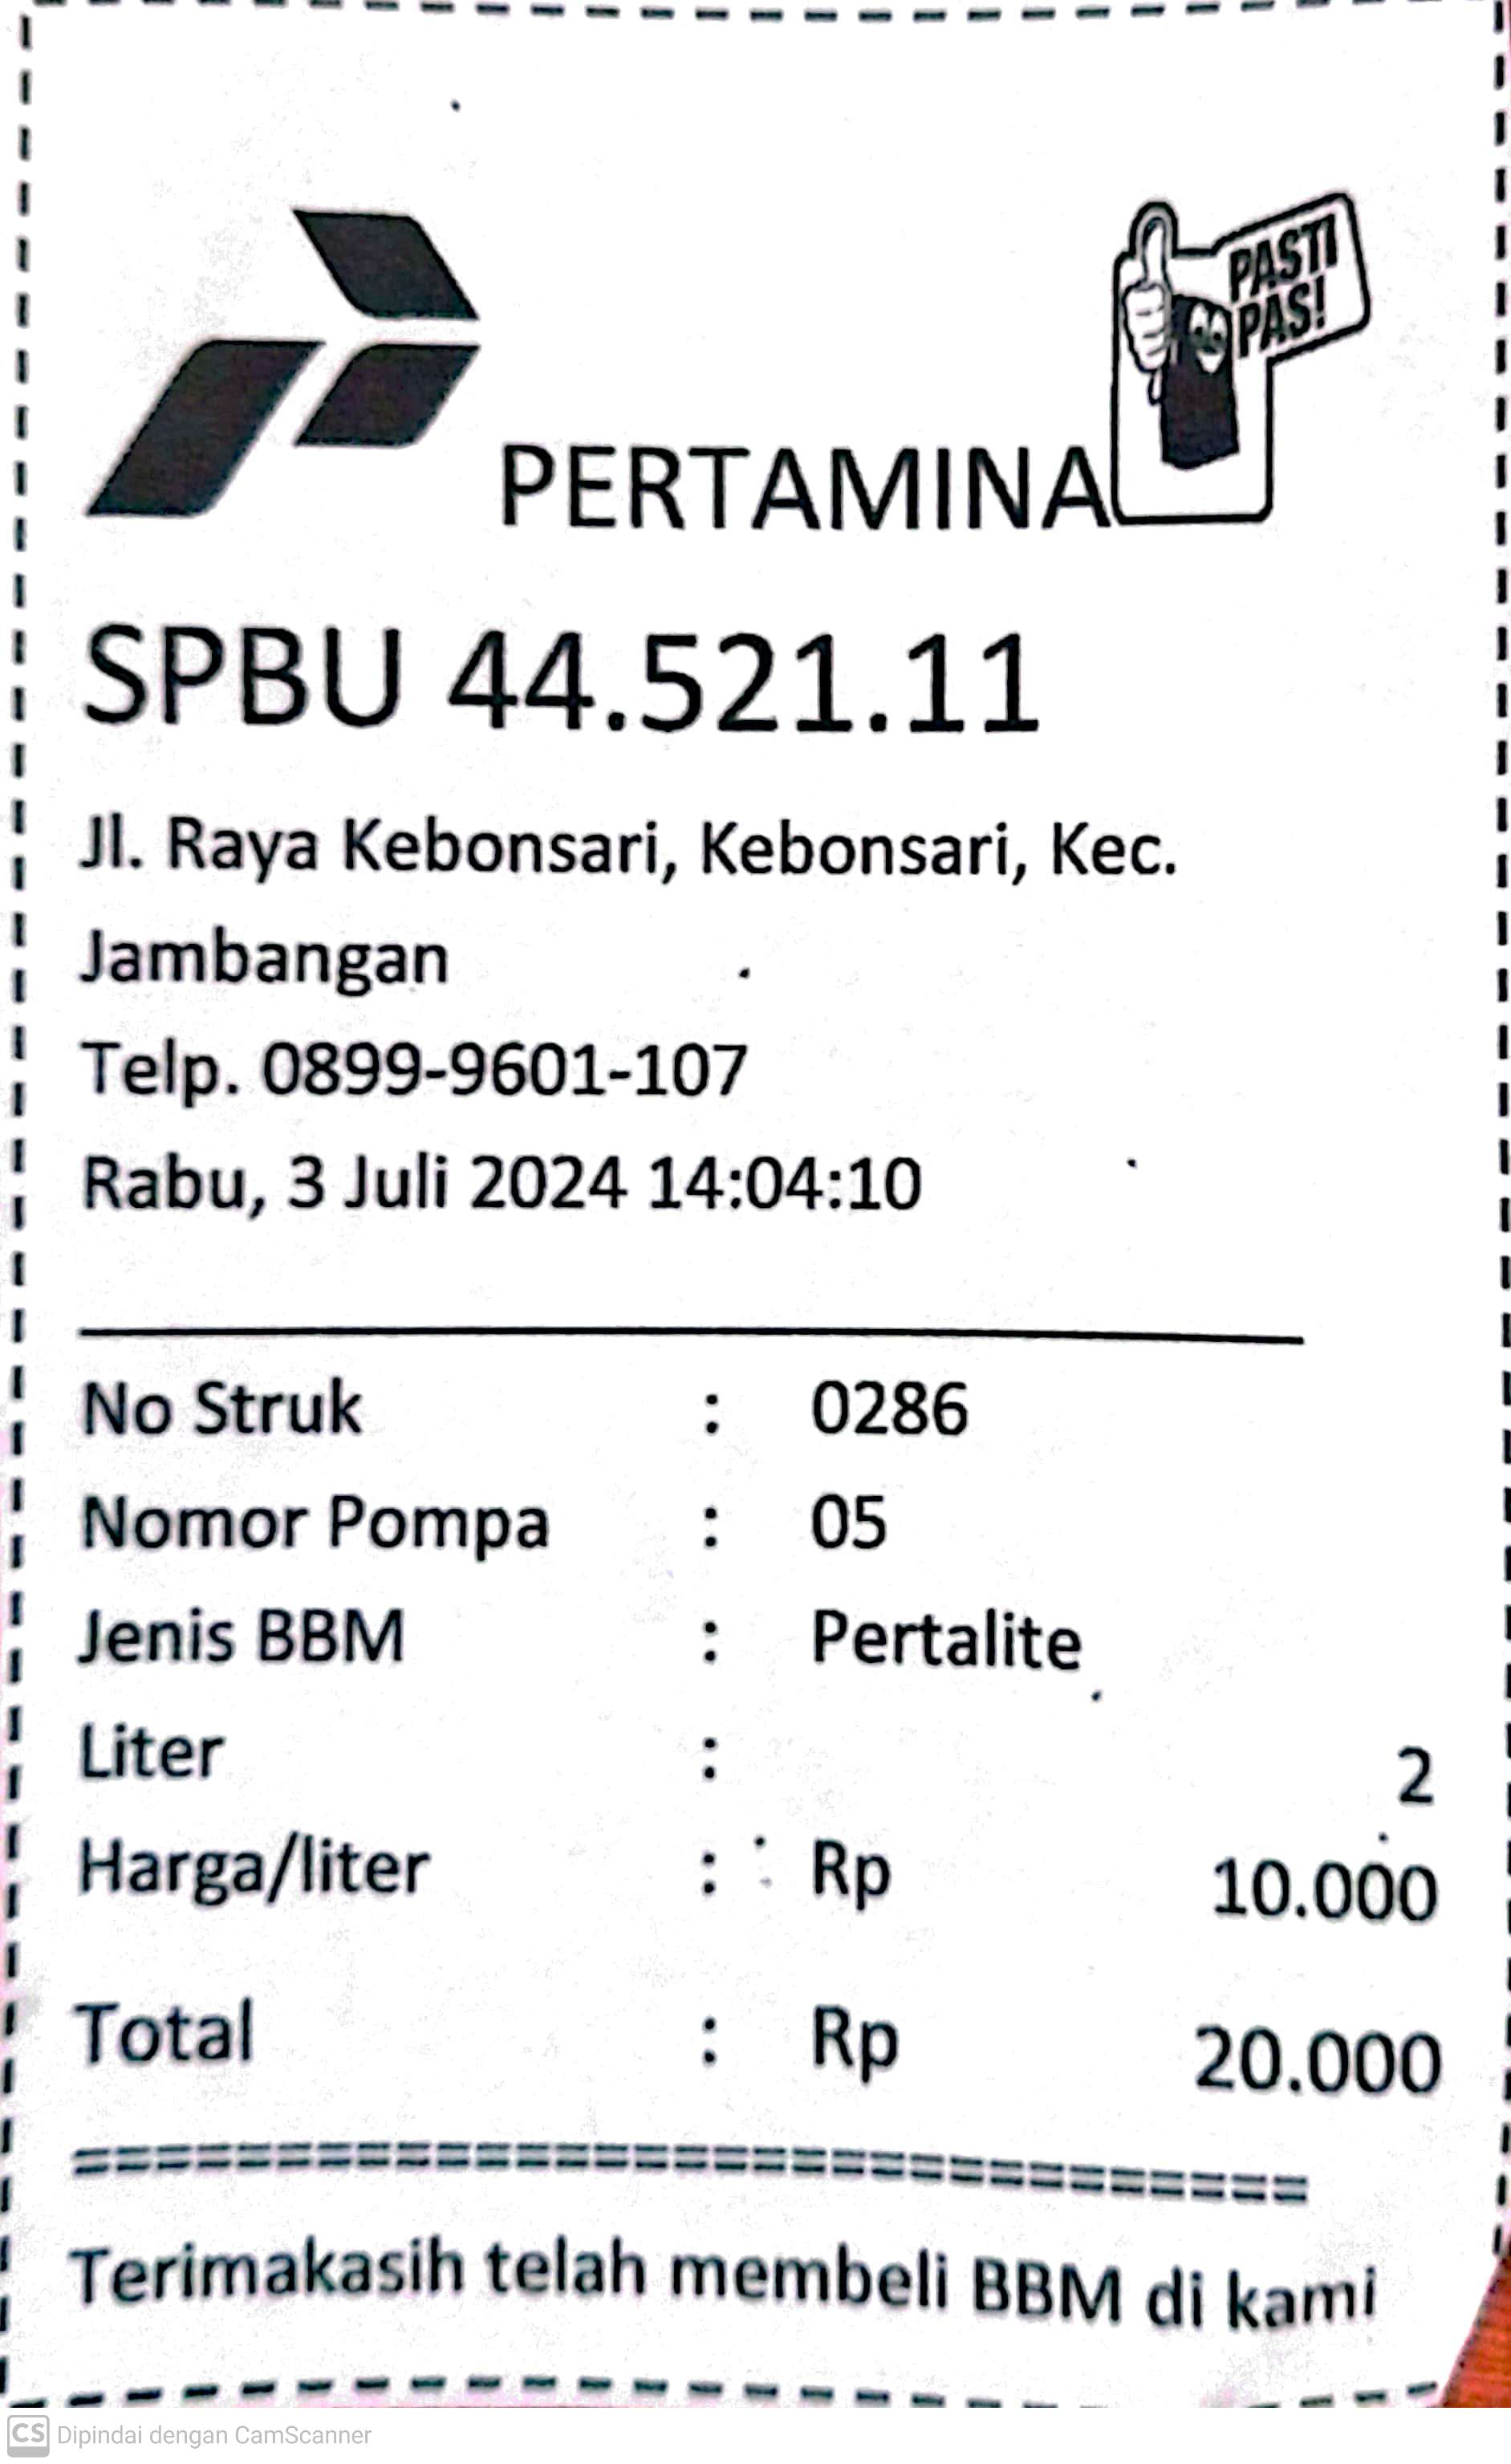 PASTI
PAS!
PERTAMINA
SPBU 44.521.11
Jl. Raya Kebonsari, Kebonsari, Kec.
Jambangan
Telp. 0899-9601-107
Rabu, 3 Juli 2024 14:04:10
No Struk : 0286
Nomor Pompa : 05
Jenis BBM : Pertalite
Liter : 2
Harga/liter : Rp 10.000
Total : Rp 20.000
===============================
Terimakasih telah membeli BBM di kami
CS Dipindai dengan CamScanner